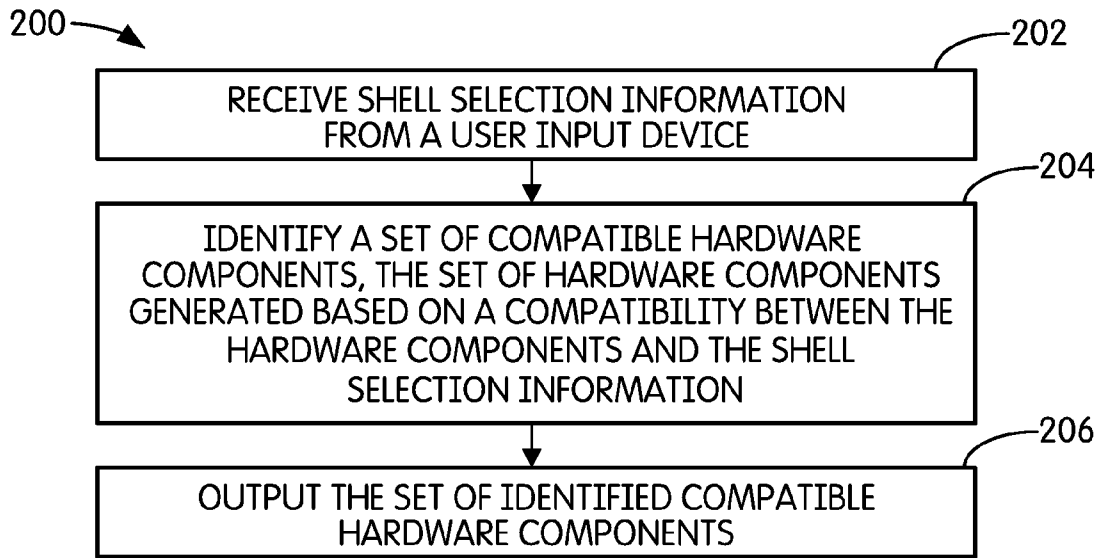 200
202
RECEIVE SHELL SELECTION INFORMATION
FROM A USER INPUT DEVICE
204
IDENTIFY A SET OF COMPATIBLE HARDWARE
COMPONENTS, THE SET OF HARDWARE COMPONENTS
GENERATED BASED ON A COMPATIBILITY BETWEEN THE
HARDWARE COMPONENTS AND THE SHELL
SELECTION INFORMATION
206
OUTPUT THE SET OF IDENTIFIED COMPATIBLE
HARDWARE COMPONENTS